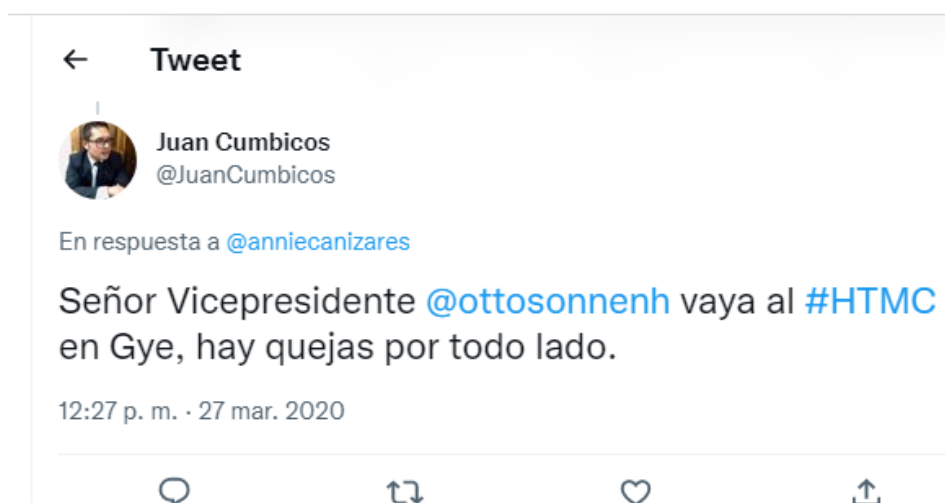 Tweet
Juan Cumbicos
@JuanCumbicos
En respuesta a @anniecanizares
Señor Vicepresidente @ottosonnenh vaya al #HTMC
en Gye, hay quejas por todo lado.
12:27 p. m. · 27 mar. 2020